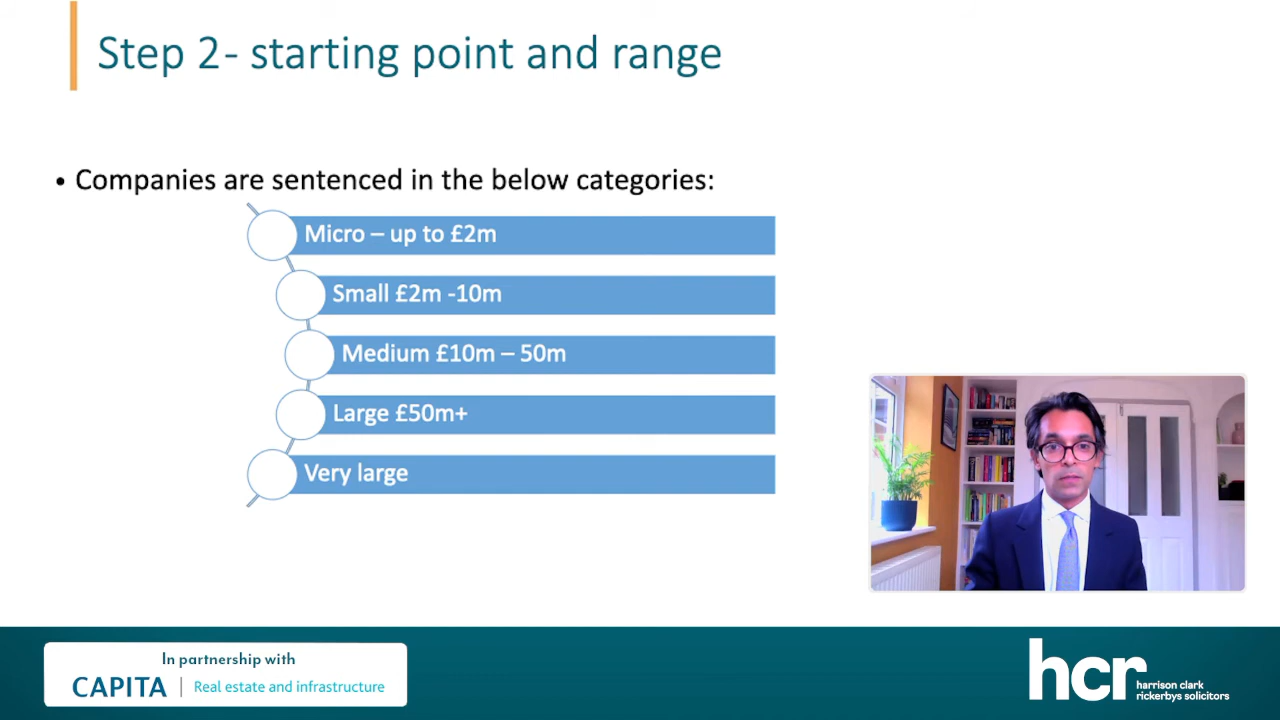 Step 2- starting point and range
• Companies are sentenced in the below categories:
Micro – up to £2m
Small £2m -10m
Medium £10m – 50m
Large £50m+
Very large
In partnership with
CAPITA | Real estate and infrastructure
hcr harrison clark
rickerbys solicitors